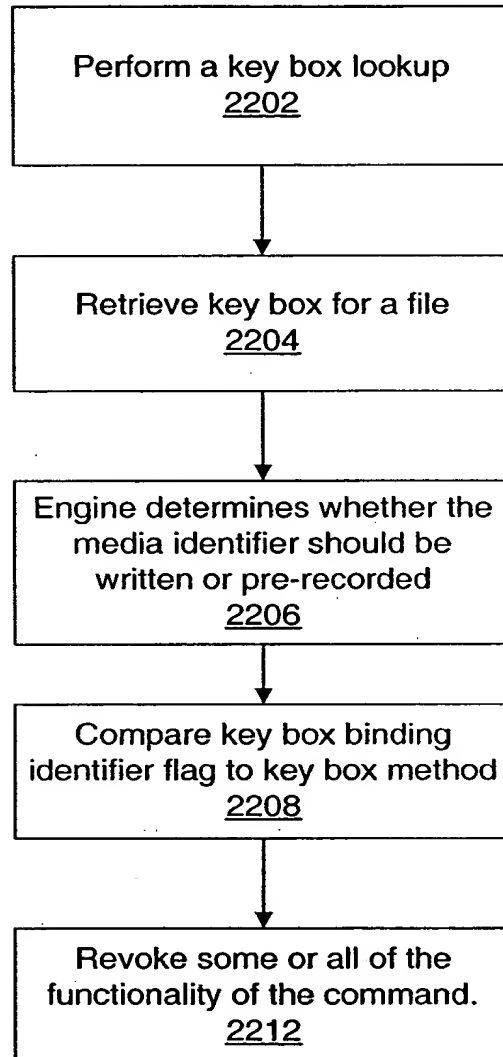 Perform a key box lookup
2202
Retrieve key box for a file
2204
Engine determines whether the
media identifier should be
written or pre-recorded
2206
Compare key box binding
identifier flag to key box method
2208
Revoke some or all of the
functionality of the command.
2212